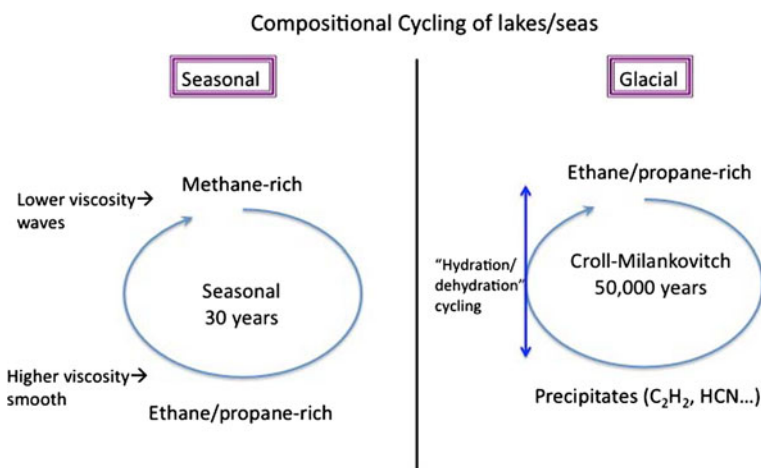 Compositional Cycling of lakes/seas
Seasonal
Lower viscosity→
waves
Methane-rich
Seasonal
30 years
Higher viscosity→
smooth
Ethane/propane-rich
Glacial
Ethane/propane-rich
"Hydration/
dehydration"
cycling
Croll-Milankovitch
50,000 years
Precipitates (C₂H₂, HCN…)